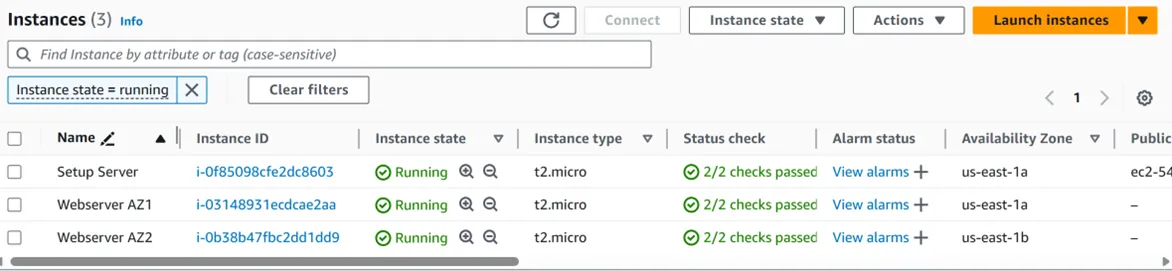 Instances (3) Info Connect Instance state Actions Launch instances
Find Instance by attribute or tag (case-sensitive)
Instance state = running Clear filters
1
Name Instance ID Instance state Instance type Status check Alarm status Availability Zone Public
Setup Server i-0f85098cfe2dc8603 Running t2.micro 2/2 checks passed View alarms + us-east-1a ec2-54
Webserver AZ1 i-03148931ecdcae2aa Running t2.micro 2/2 checks passed View alarms + us-east-1a –
Webserver AZ2 i-0b38b47fbc2dd1dd9 Running t2.micro 2/2 checks passed View alarms + us-east-1b –